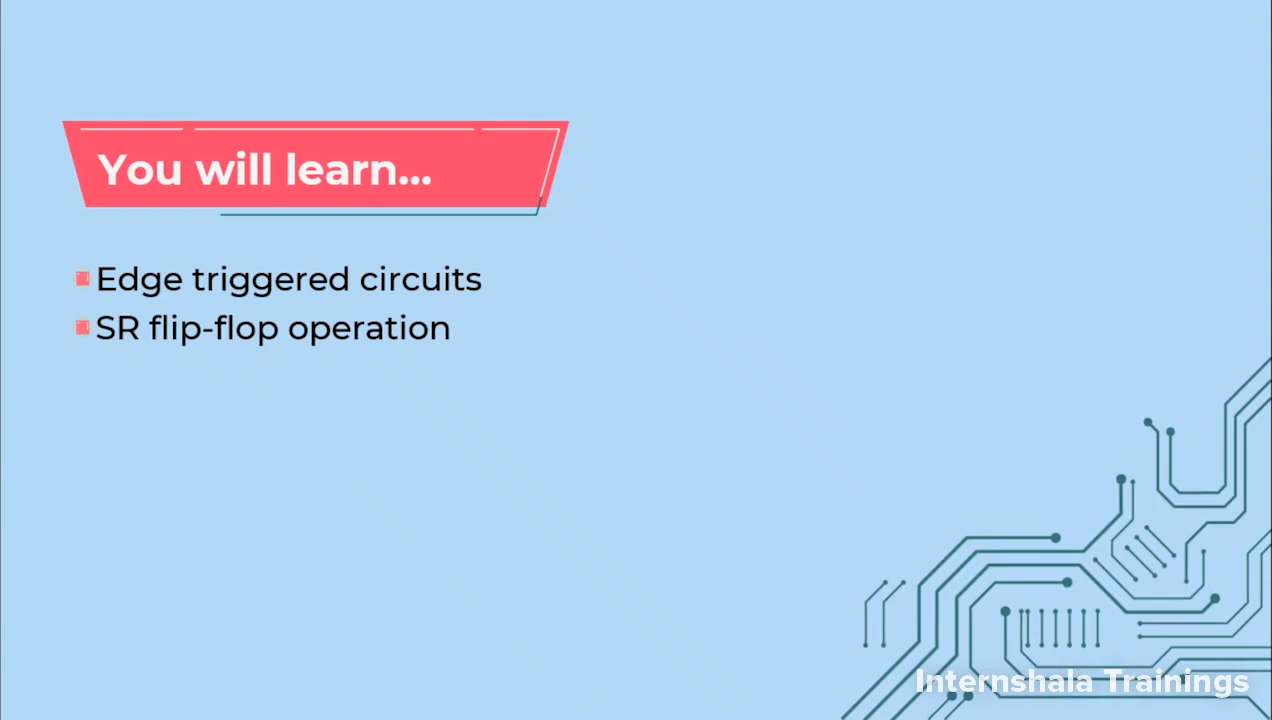 You will learn...
Edge triggered circuits
SR flip-flop operation
Internshala Trainings